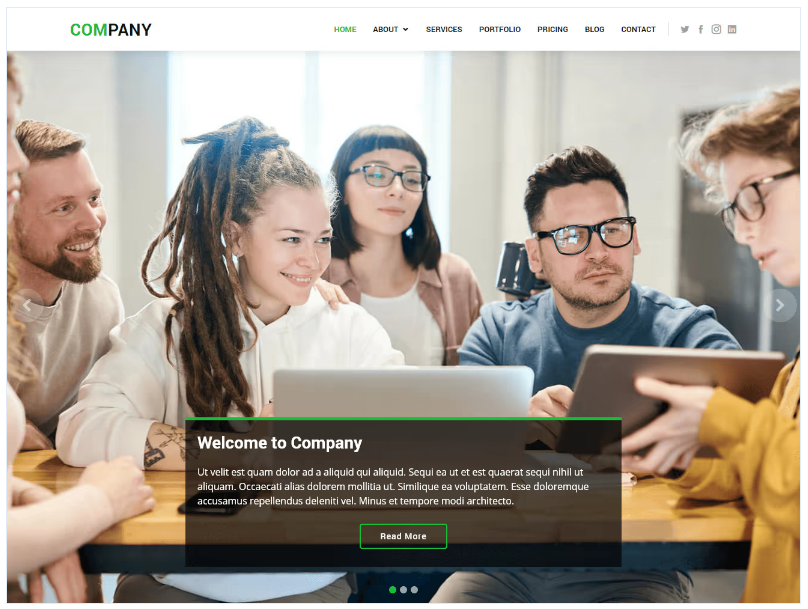 COMPANY
HOME ABOUT SERVICES PORTFOLIO PRICING BLOG CONTACT
Welcome to Company
Ut velit est quam dolor ad a aliquid qui aliquid. Sequi ea ut et est quaerat sequi nihil ut
aliquam. Occaecati alias dolorem mollitia ut. Similique ea voluptatem. Esse doloremque
accusamus repellendus deleniti vel. Minus et tempore modi architecto.
Read More